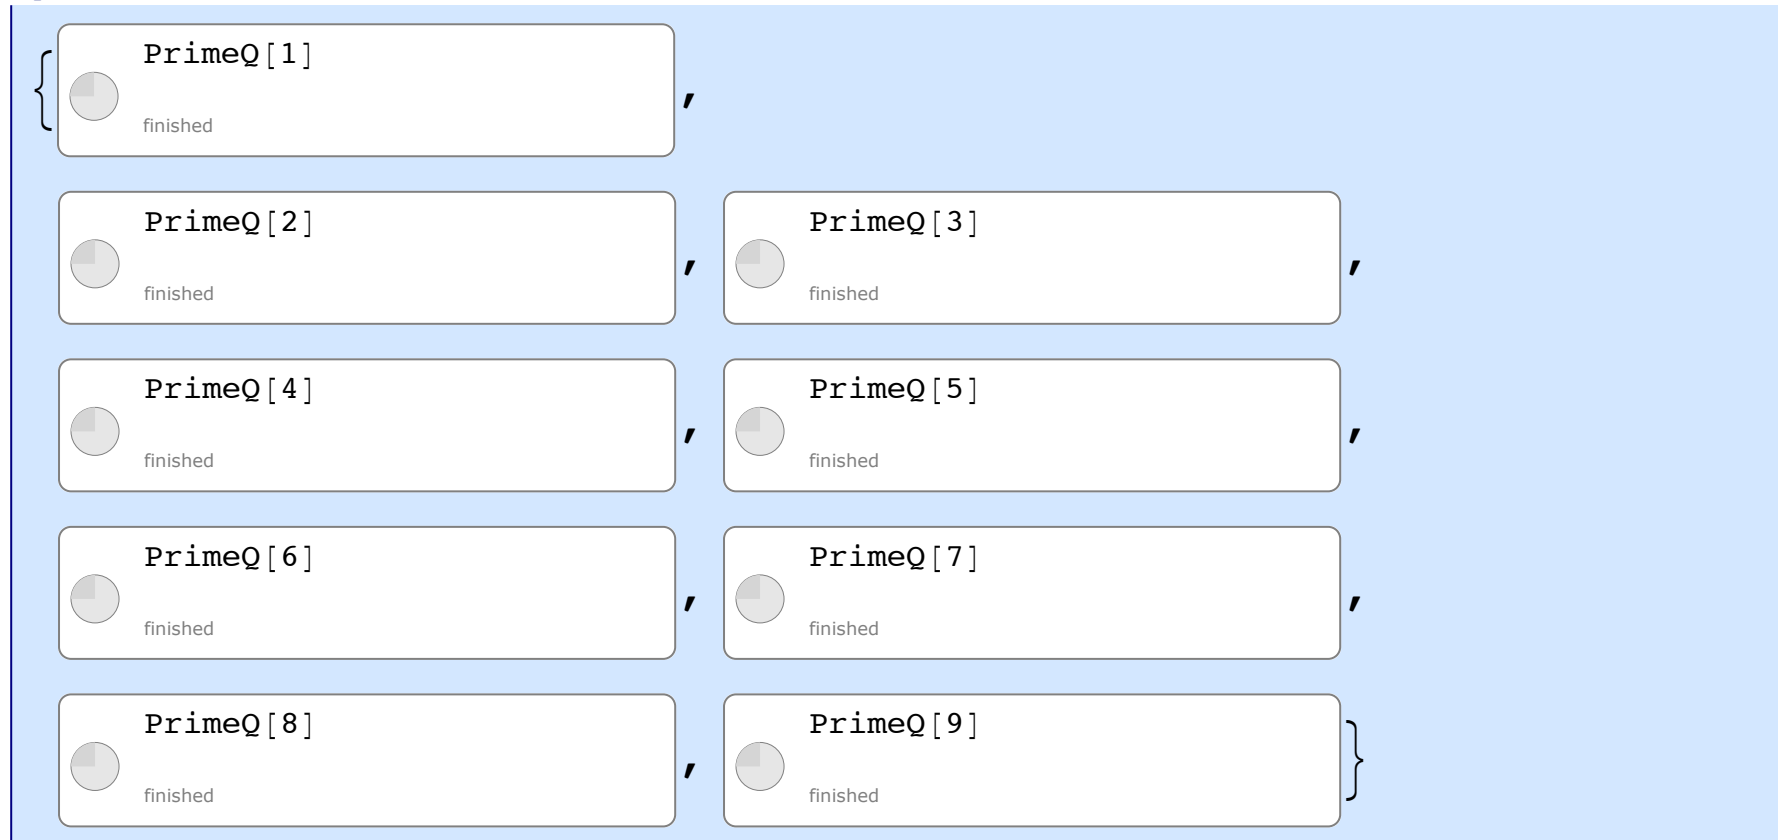 { PrimeQ[1] ,
finished
PrimeQ[2] , PrimeQ[3] ,
finished finished
PrimeQ[4] , PrimeQ[5] ,
finished finished
PrimeQ[6] , PrimeQ[7] ,
finished finished
PrimeQ[8] , PrimeQ[9] }
finished finished